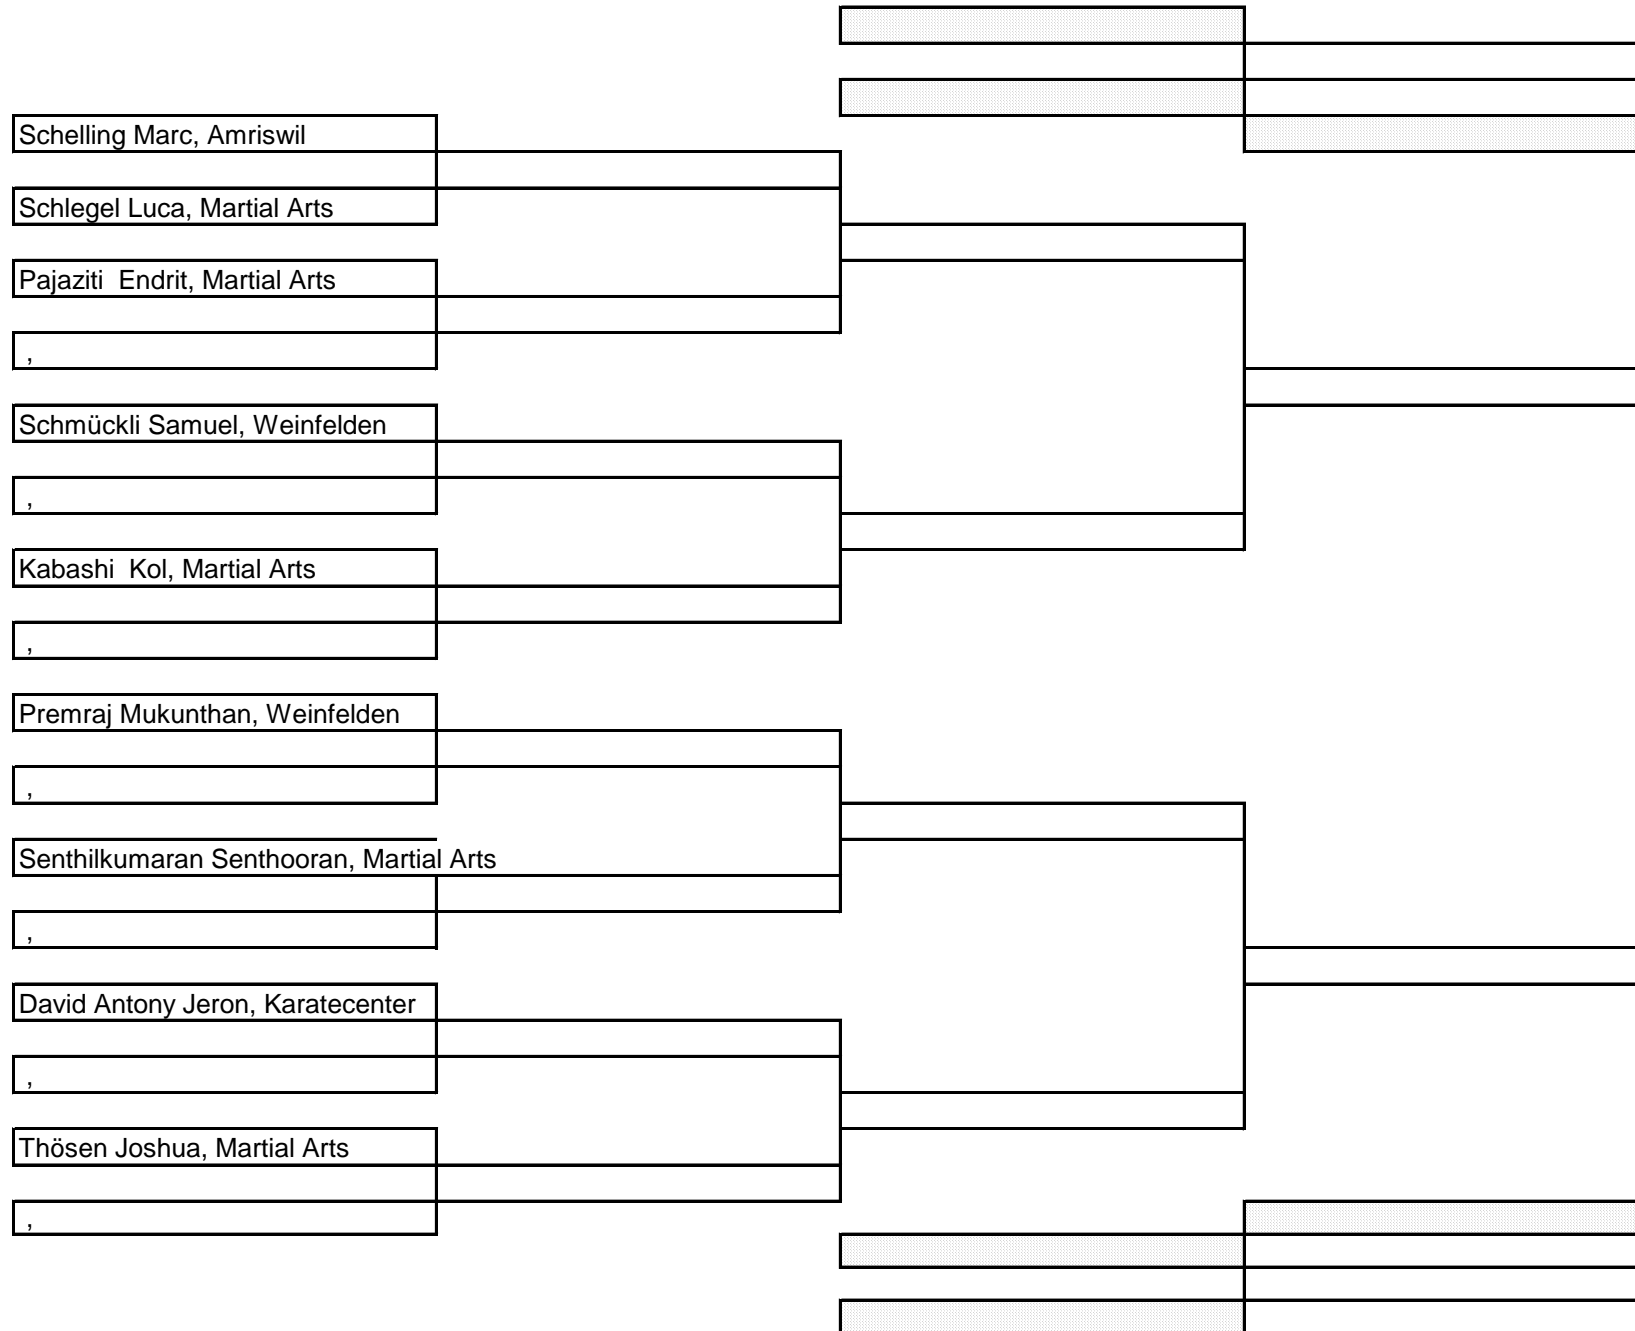 Schelling Marc, Amriswil
Schlegel Luca, Martial Arts
Pajaziti  Endrit, Martial Arts
,
Schmückli Samuel, Weinfelden
,
Kabashi  Kol, Martial Arts
,
Premraj Mukunthan, Weinfelden
,
Senthilkumaran Senthooran, Martial Arts
,
David Antony Jeron, Karatecenter
,
Thösen Joshua, Martial Arts
,